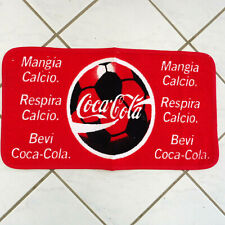 Mangia
Calcio.
Respira
Calcio.
Bevi
Coca-Cola.
Coca-Cola
Mangia
Calcio.
Respira
Calcio.
Bevi
Coca-Cola.